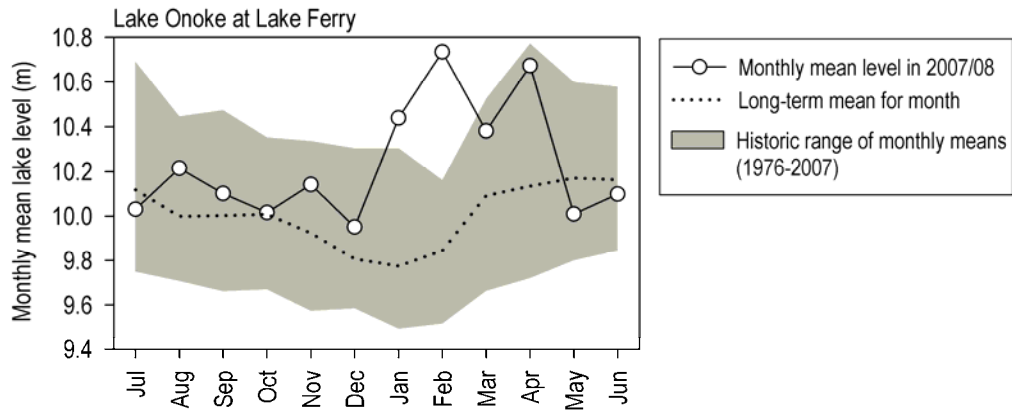 Lake Onoke at Lake Ferry
Monthly mean lake level (m)
10.8
10.6
10.4
10.2
10.0
9.8
9.6
9.4
Jul
Aug
Sep
Oct
Nov
Dec
Jan
Feb
Mar
Apr
May
Jun
Monthly mean level in 2007/08
Long-term mean for month
Historic range of monthly means
(1976-2007)